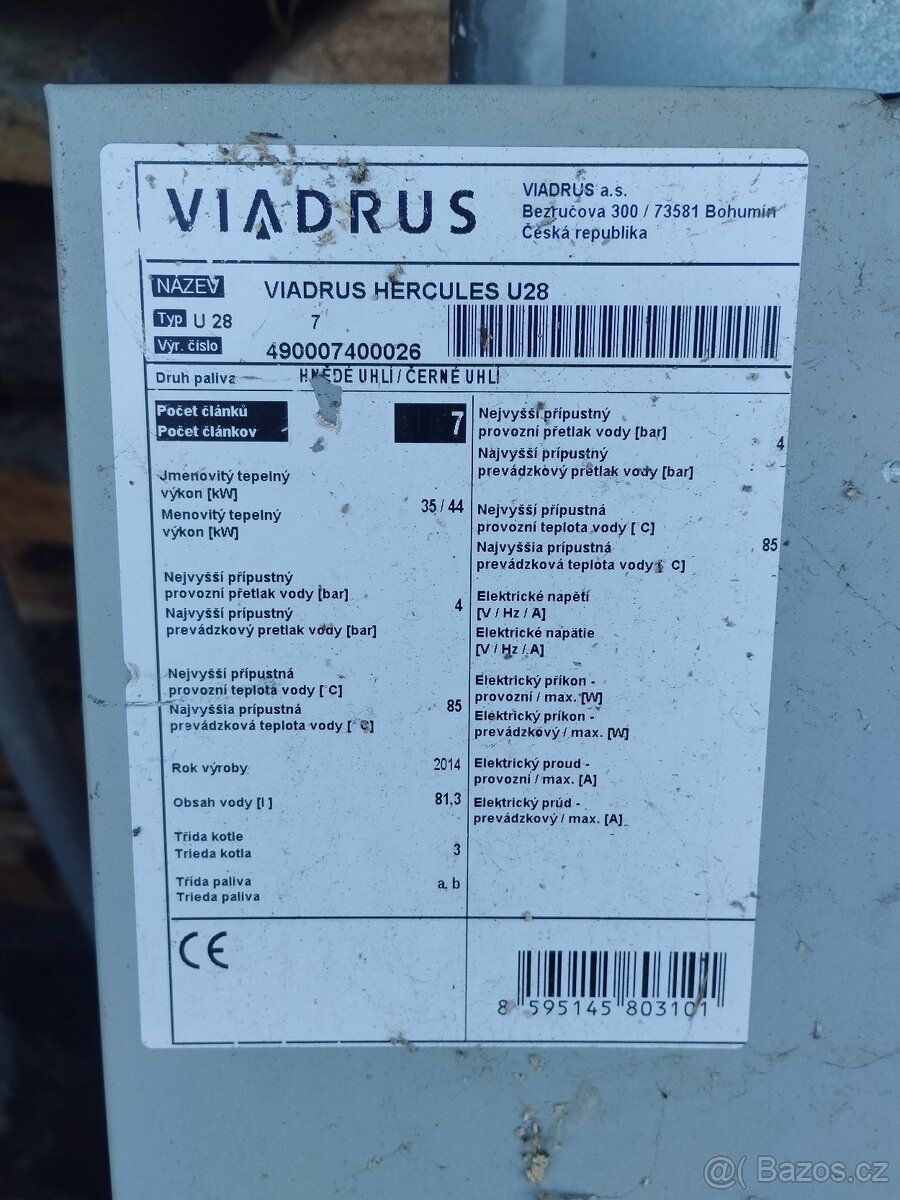 VIADRUS
VIADRUS a.s.
Bezručova 300 / 73581 Bohumín
Česká republika
NÁZEV VIADRUS HERCULES U28
Typ U 28 7
Výr. číslo 490007400026
Druh paliva HNĚDÉ UHLÍ / ČERNÉ UHLÍ
Počet článků
Počet článkov 7
Jmenovitý tepelný
výkon [kW]
Menovitý tepelný 35 / 44
výkon [kW]
Nejvyšší přípustný
provozní přetlak vody [bar]
Najvyšší prípustný 4
prevádzkový pretlak vody [bar]
Nejvyšší přípustná
provozní teplota vody [ C]
Najvyššia prípustná 85
prevádzková teplota vody [ °C]
Rok výroby 2014
Obsah vody [l ] 81,3
Třída kotle
Trieda kotla 3
Třída paliva a, b
Trieda paliva
Nejvyšší přípustný
provozní přetlak vody [bar]
Najvyšší prípustný 4
prevádzkový pretlak vody [bar]
Nejvyšší přípustná
provozní teplota vody [ C]
Najvyššia prípustná 85
prevádzková teplota vody [ C]
Elektrické napětí
[V / Hz / A]
Elektrické napätie
[V / Hz / A]
Elektrický příkon -
provozní / max. [W]
Elektrický príkon -
prevádzkový / max. [W]
Elektrický proud -
provozní / max. [A]
Elektrický prúd -
prevádzkový / max. [A]
CE
8 595145 803101
@( Bazos.cz